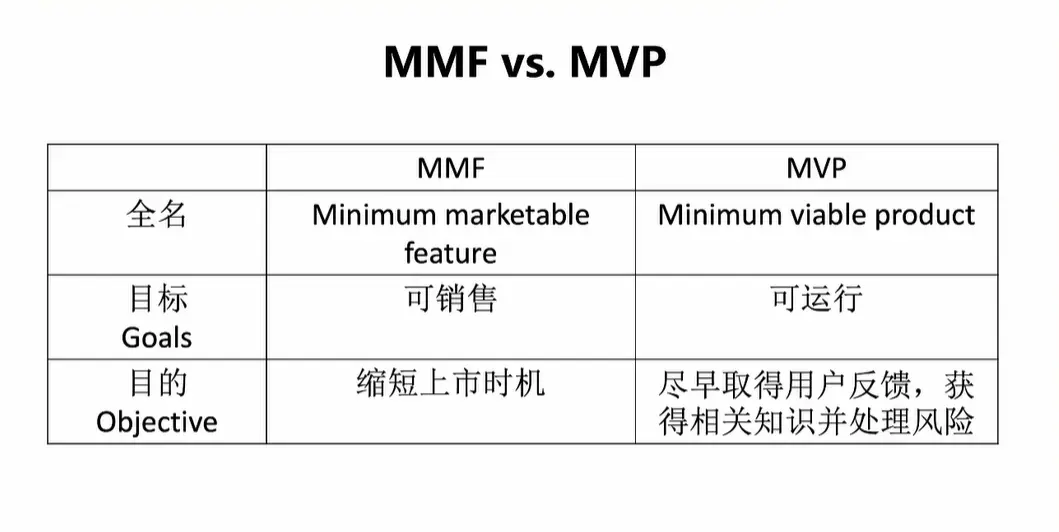 MMF vs. MVP
MMF
MVP
全名
Minimum marketable
feature
Minimum viable product
目标
Goals
可销售
可运行
目的
Objective
缩短上市时机
尽早取得用户反馈，获
得相关知识并处理风险